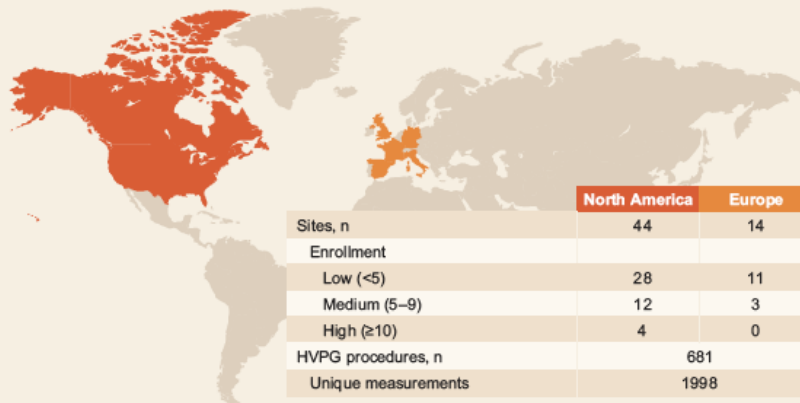 North America Europe
Sites, n 44 14
Enrollment
Low (<5) 28 11
Medium (5–9) 12 3
High (≥10) 4 0
HVPG procedures, n 681
Unique measurements 1998